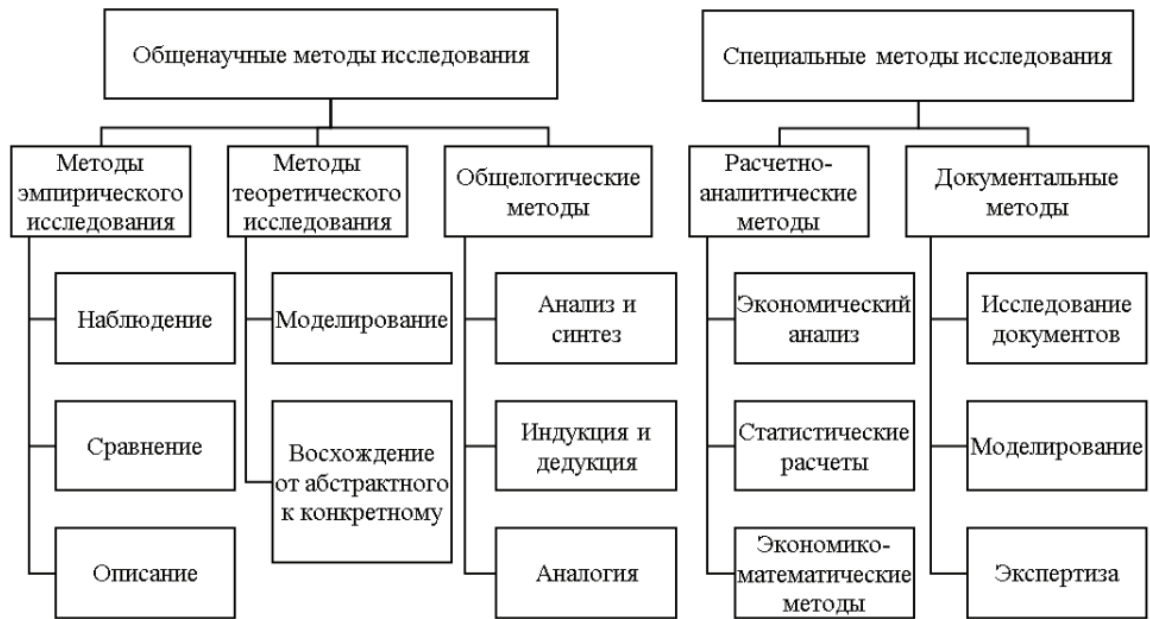 Общенаучные методы исследования
Специальные методы исследования
Методы
эмпирического
исследования
Методы
теоретического
исследования
Общелогические
методы
Расчетно-
аналитические
методы
Документальные
методы
Наблюдение
Моделирование
Анализ и
синтез
Экономический
анализ
Исследование
документов
Сравнение
Восхождение
от абстрактного
к конкретному
Индукция и
дедукция
Статистические
расчеты
Моделирование
Описание
Аналогия
Экономико-
математические
методы
Экспертиза